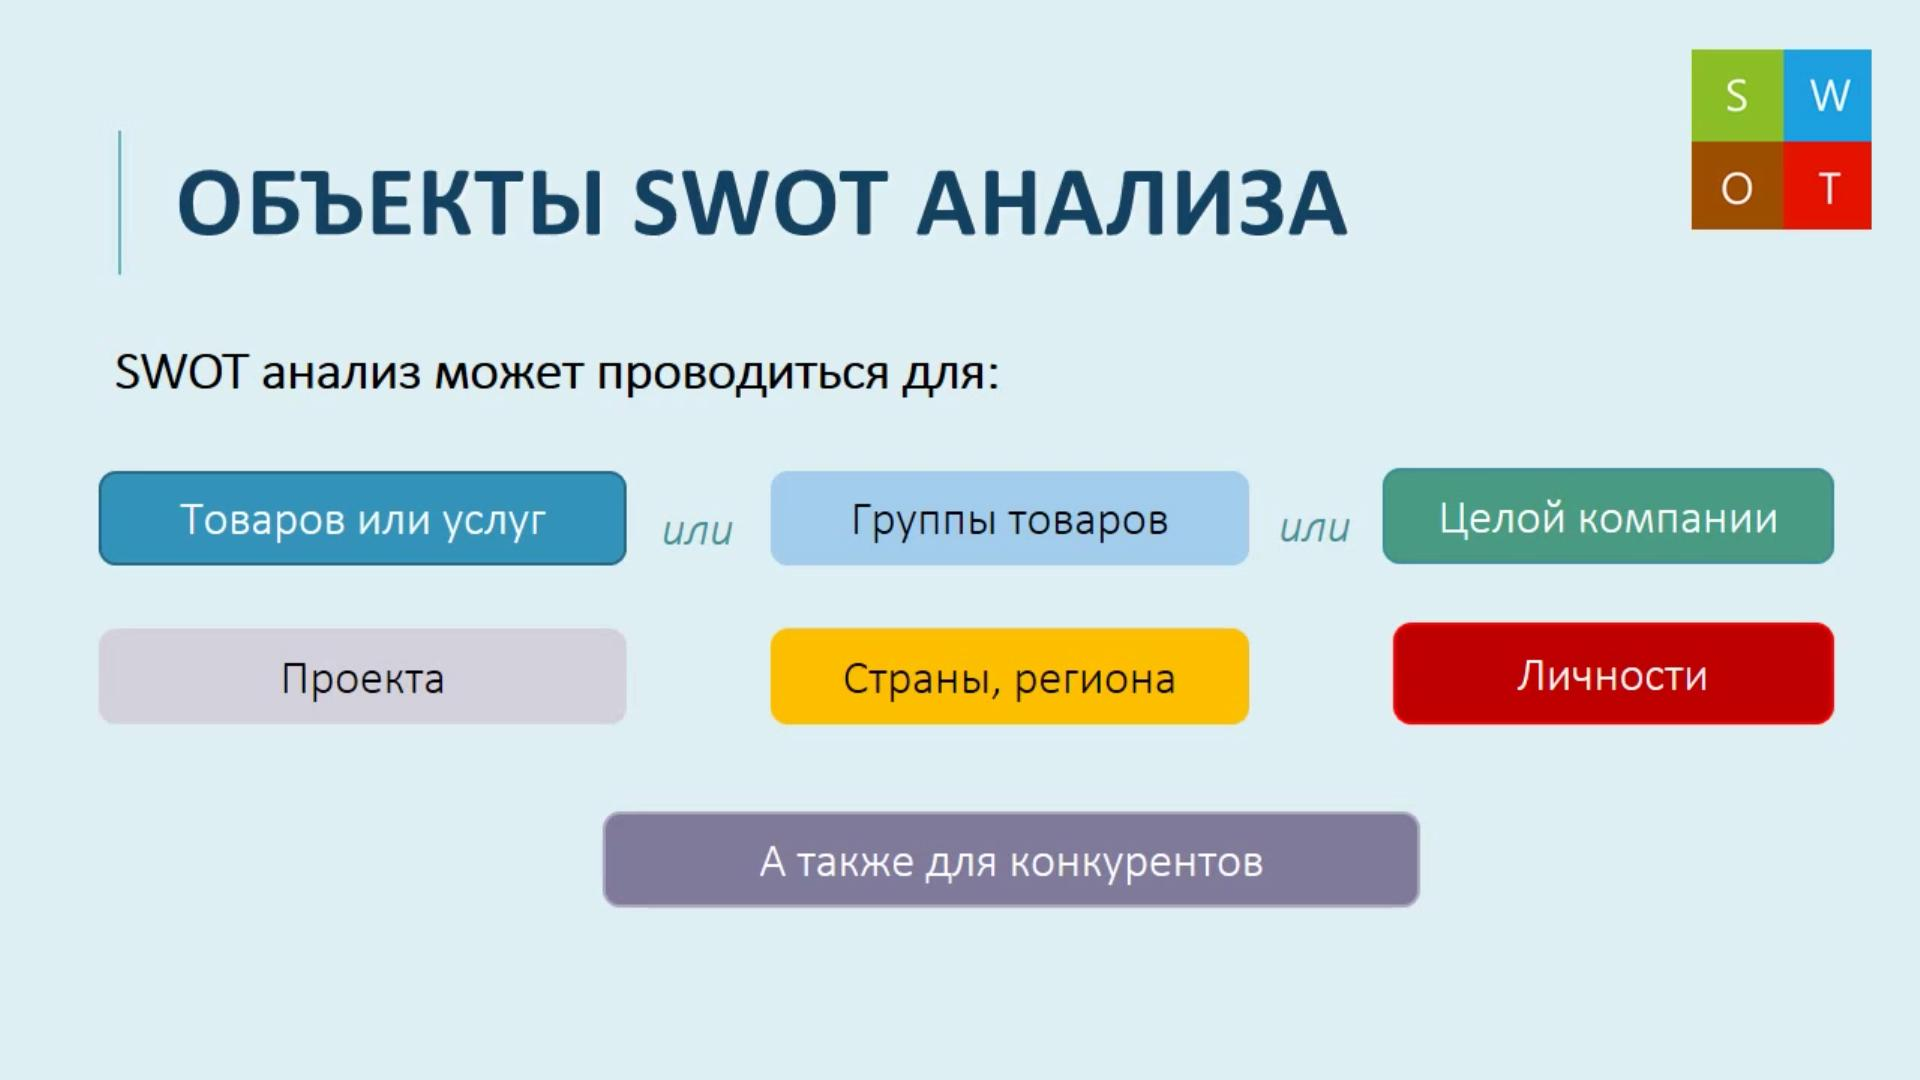 S W
O T
ОБЪЕКТЫ SWOT АНАЛИЗА
SWOT анализ может проводиться для:
Товаров или услуг или Группы товаров или Целой компании
Проекта Страны, региона Личности
А также для конкурентов